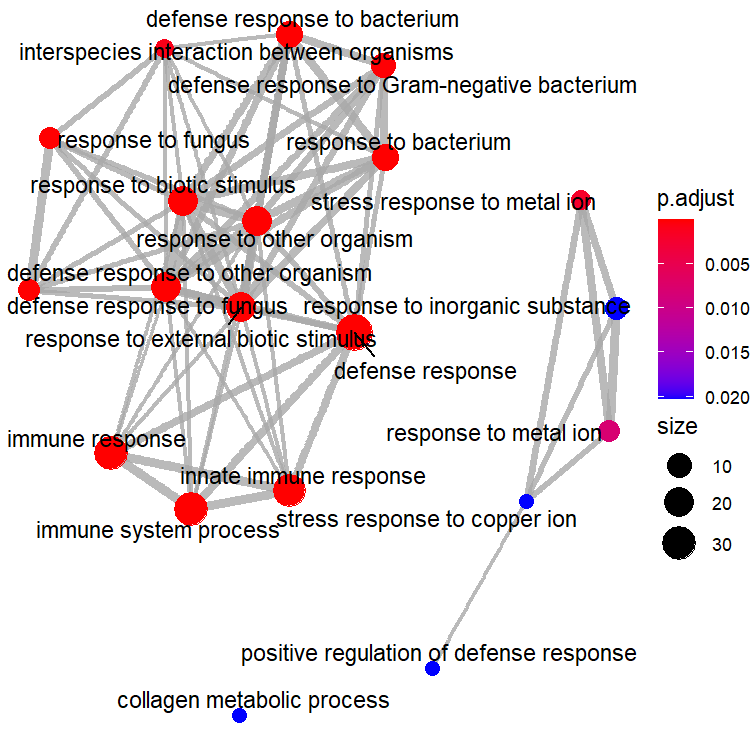 defense response to bacterium
interspecies interaction between organisms
defense response to Gram-negative bacterium
response to fungus
response to bacterium
response to biotic stimulus
stress response to metal ion
response to other organism
defense response to other organism
defense response to fungus
response to inorganic substance
response to external biotic stimulus
defense response
immune response
response to metal ion
innate immune response
stress response to copper ion
immune system process
positive regulation of defense response
collagen metabolic process
p.adjust
0.005
0.010
0.015
0.020
size
10
20
30